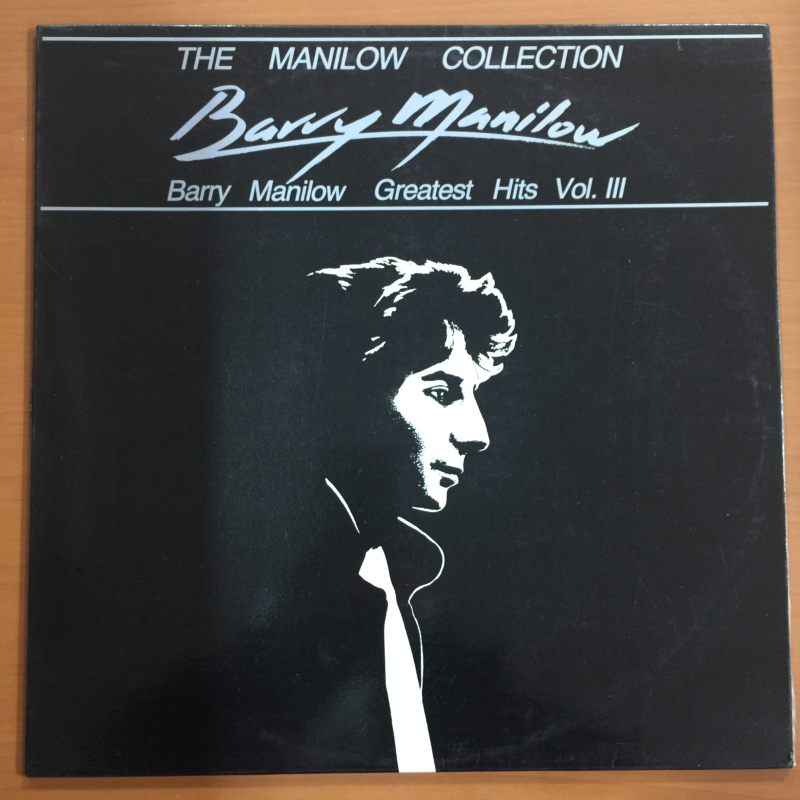 THE MANILOW COLLECTION
Barry Manilow
Barry Manilow Greatest Hits Vol. III